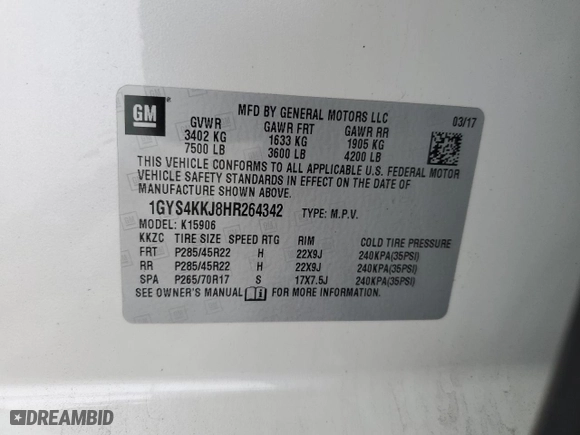 GM
MFD BY GENERAL MOTORS LLC
03/17
GVWR GAWR FRT GAWR RR
3402 KG 1633 KG 1905 KG
7500 LB 3600 LB 4200 LB
THIS VEHICLE CONFORMS TO ALL APPLICABLE U.S. FEDERAL MOTOR
VEHICLE SAFETY STANDARDS IN EFFECT ON THE DATE OF
MANUFACTURE SHOWN ABOVE.
1GYS4KKJ8HR264342 TYPE: M.P.V.
MODEL: K15906
KKZC TIRE SIZE SPEED RTG RIM COLD TIRE PRESSURE
FRT P285/45R22 H 22X9J 240KPA(35PSI)
RR P285/45R22 H 22X9J 240KPA(35PSI)
SPA P265/70R17 S 17X7.5J 240KPA(35PSI)
SEE OWNER'S MANUAL FOR MORE INFORMATION.
DREAMBID